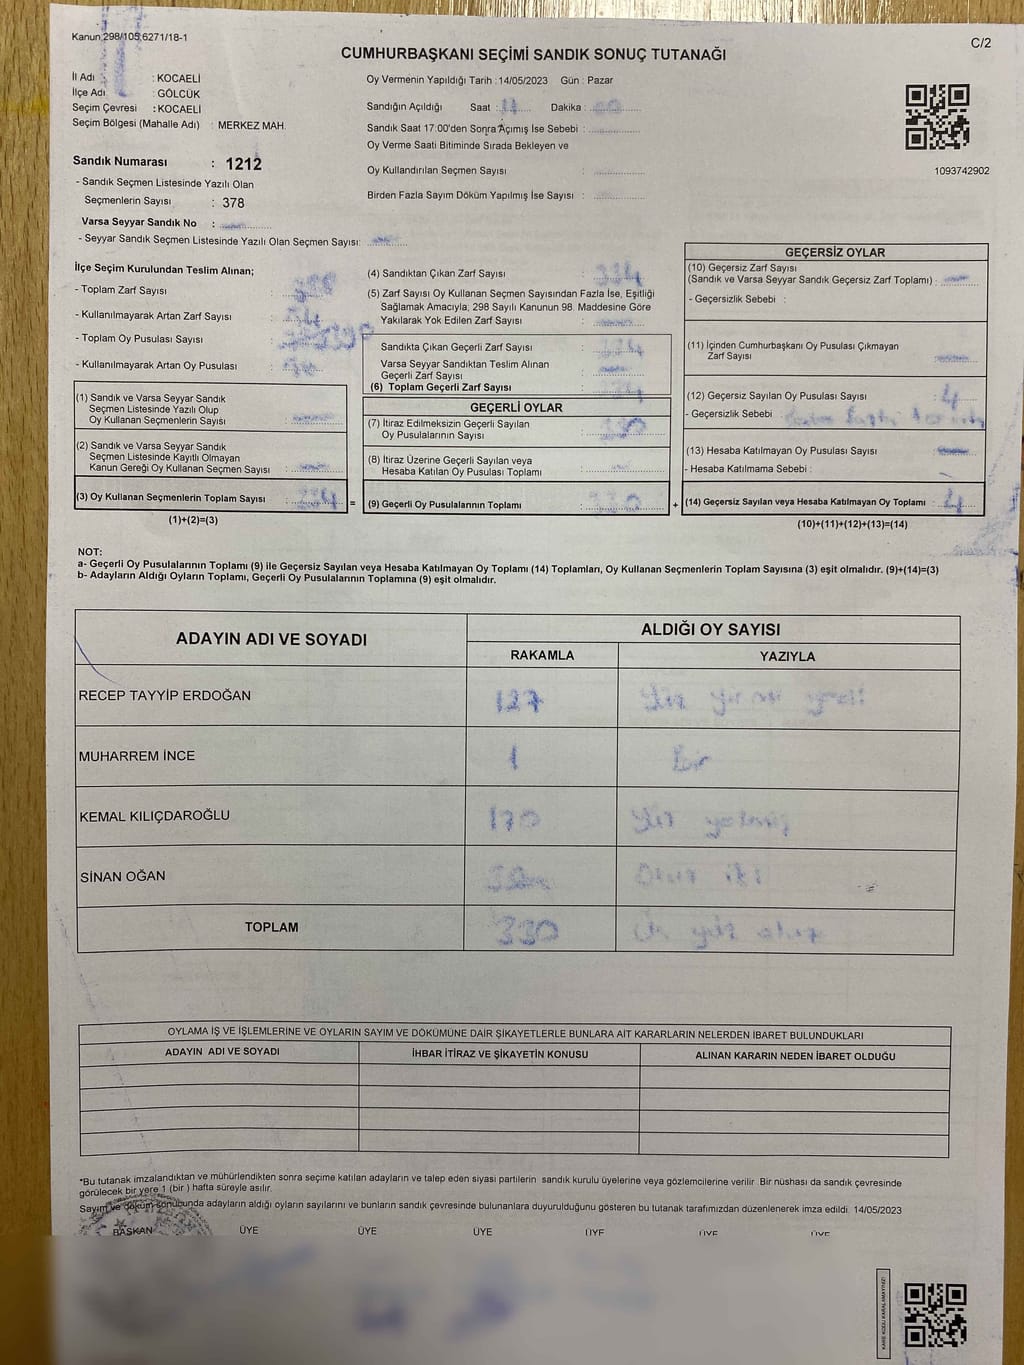 Kanun 298/105,6271/18-1
C/2
CUMHURBAŞKANI SEÇİMİ SANDIK SONUÇ TUTANAĞI
İl Adı : KOCAELİ
İlçe Adı : GÖLCÜK
Seçim Çevresi : KOCAELİ
Seçim Bölgesi (Mahalle Adı) : MERKEZ MAH.
Oy Vermenin Yapıldığı Tarih : 14/05/2023 Gün : Pazar
Sandığın Açıldığı Saat : Dakika :
Sandık Saat 17:00'den Sonra Açımış İse Sebebi :
Oy Verme Saati Bitiminde Sırada Bekleyen ve
Oy Kullandırılan Seçmen Sayısı :
Birden Fazla Sayım Döküm Yapılmış İse Sayısı :
1093742902
Sandık Numarası : 1212
- Sandık Seçmen Listesinde Yazılı Olan
Seçmenlerin Sayısı : 378
Varsa Seyyar Sandık No :
- Seyyar Sandık Seçmen Listesinde Yazılı Olan Seçmen Sayısı:
İlçe Seçim Kurulundan Teslim Alınan;
- Toplam Zarf Sayısı :
- Kullanılmayarak Artan Zarf Sayısı :
- Toplam Oy Pusulası Sayısı :
- Kullanılmayarak Artan Oy Pusulası :
(1) Sandık ve Varsa Seyyar Sandık
Seçmen Listesinde Yazılı Olup
Oy Kullanan Seçmenlerin Sayısı :
(2) Sandık ve Varsa Seyyar Sandık
Seçmen Listesinde Kayıtlı Olmayan
Kanun Gereği Oy Kullanan Seçmen Sayısı :
(3) Oy Kullanan Seçmenlerin Toplam Sayısı : 334 =
(1)+(2)=(3)
(4) Sandıktan Çıkan Zarf Sayısı : 334
(5) Zarf Sayısı Oy Kullanan Seçmen Sayısından Fazla İse, Eşitliği
Sağlamak Amacıyla; 298 Sayılı Kanunun 98. Maddesine Göre
Yakılarak Yok Edilen Zarf Sayısı :
Sandıkta Çıkan Geçerli Zarf Sayısı : 334
Varsa Seyyar Sandıktan Teslim Alınan
Geçerli Zarf Sayısı :
(6) Toplam Geçerli Zarf Sayısı : 334
GEÇERLİ OYLAR
(7) İtiraz Edilmeksizin Geçerli Sayılan
Oy Pusulalarının Sayısı : 330
(8) İtiraz Üzerine Geçerli Sayılan veya
Hesaba Katılan Oy Pusulası Toplamı :
(9) Geçerli Oy Pusulalarının Toplamı : 330 +
GEÇERSİZ OYLAR
(10) Geçersiz Zarf Sayısı
(Sandık ve Varsa Seyyar Sandık Geçersiz Zarf Toplamı) :
- Geçersizlik Sebebi :
(11) İçinden Cumhurbaşkanı Oy Pusulası Çıkmayan
Zarf Sayısı :
(12) Geçersiz Sayılan Oy Pusulası Sayısı : 4
- Geçersizlik Sebebi :
(13) Hesaba Katılmayan Oy Pusulası Sayısı :
- Hesaba Katılmama Sebebi :
(14) Geçersiz Sayılan veya Hesaba Katılmayan Oy Toplamı : 4
(10)+(11)+(12)+(13)=(14)
NOT:
a- Geçerli Oy Pusulalarının Toplamı (9) ile Geçersiz Sayılan veya Hesaba Katılmayan Oy Toplamı (14) Toplamları, Oy Kullanan Seçmenlerin Toplam Sayısına (3) eşit olmalıdır. (9)+(14)=(3)
b- Adayların Aldığı Oyların Toplamı, Geçerli Oy Pusulalarının Toplamına (9) eşit olmalıdır.
ADAYIN ADI VE SOYADI
ALDIĞI OY SAYISI
RAKAMLA YAZIYLA
RECEP TAYYİP ERDOĞAN 127 Yüz yirmi yedi
MUHARREM İNCE 1 Bir
KEMAL KILIÇDAROĞLU 170 Yüz yetmiş
SİNAN OĞAN 32 Otuz iki
TOPLAM 330 Üç yüz otuz
OYLAMA İŞ VE İŞLEMLERİNE VE OYLARIN SAYIM VE DÖKÜMÜNE DAİR ŞİKAYETLERLE BUNLARA AİT KARARLARIN NELERDEN İBARET BULUNDUKLARI
ADAYIN ADI VE SOYADI İHBAR İTİRAZ VE ŞİKAYETİN KONUSU ALINAN KARARIN NEDEN İBARET OLDUĞU
*Bu tutanak imzalandıktan ve mühürlendikten sonra seçime katılan adayların ve talep eden siyasi partilerin sandık kurulu üyelerine veya gözlemcilerine verilir. Bir nüshası da sandık çevresinde
görülecek bir yere 1 (bir ) hafta süreyle asılır.
Sayım ve döküm sonucunda adayların aldığı oyların sayılarını ve bunların sandık çevresinde bulunanlara duyurulduğunu gösteren bu tutanak tarafımızdan düzenlenerek imza edildi. 14/05/2023
BAŞKAN ÜYE ÜYE ÜYE ÜYE ÜYE ÜYE
KARE KODU KARALAMAYINIZ!